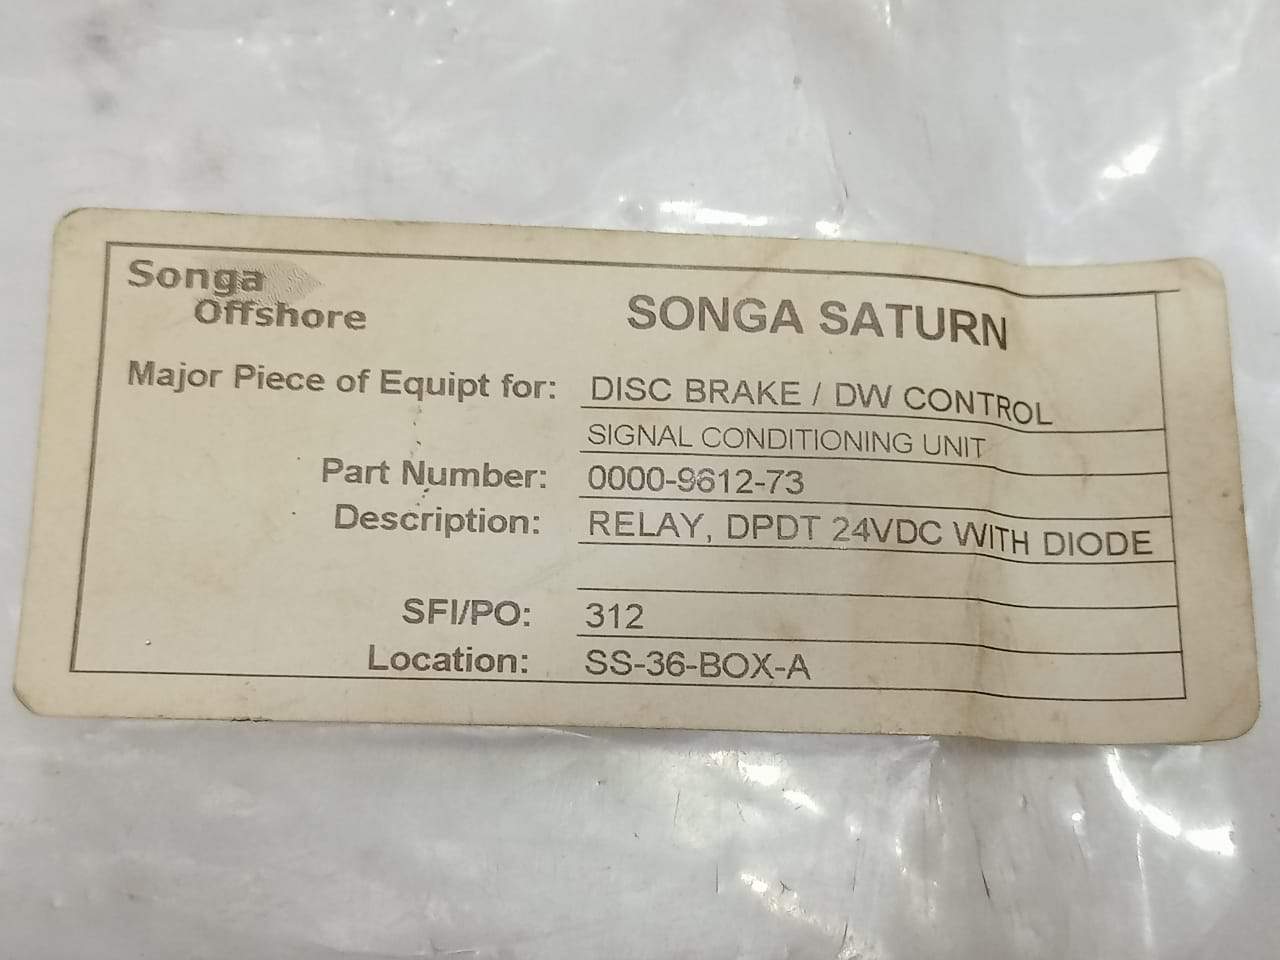 Songa
Offshore
SONGA SATURN
Major Piece of Equipt for: DISC BRAKE / DW CONTROL
SIGNAL CONDITIONING UNIT
Part Number: 0000-9612-73
Description: RELAY, DPDT 24VDC WITH DIODE
SFI/PO: 312
Location: SS-36-BOX-A